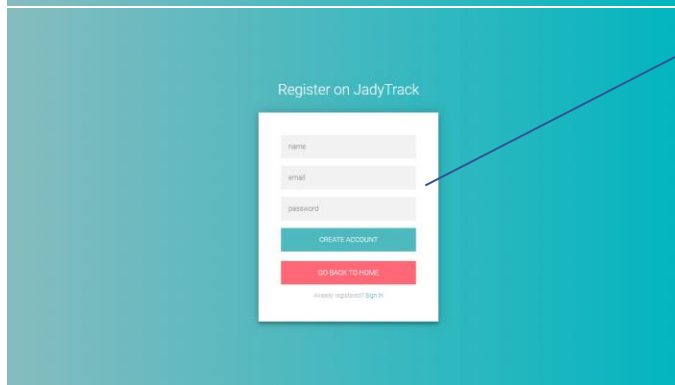 Register on JadyTrack
name
email
password
CREATE ACCOUNT
GO BACK TO HOME
Already registered? Sign In